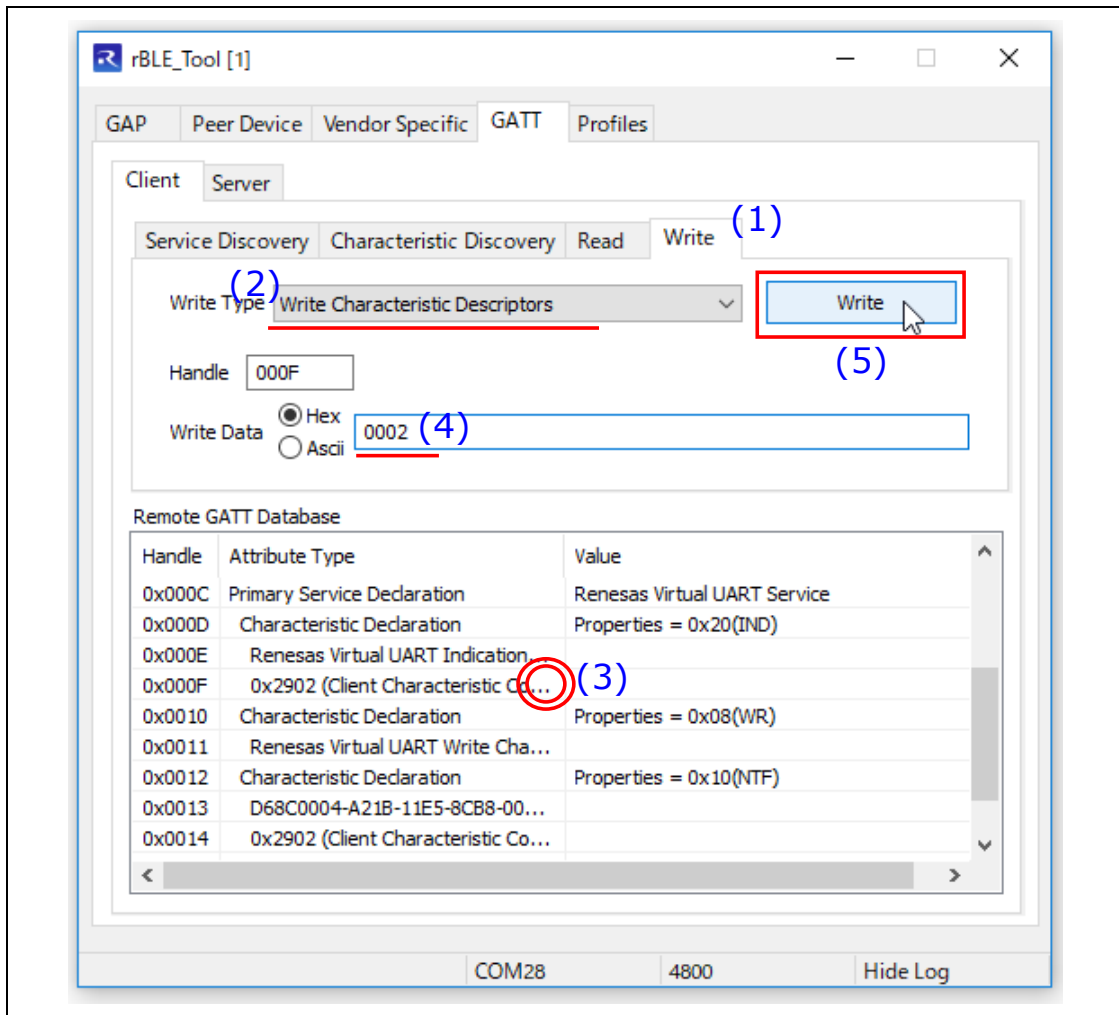 rBLE_Tool [1]
GAP Peer Device Vendor Specific GATT Profiles
Client Server
(1)
Service Discovery Characteristic Discovery Read Write
(2)
Write Type Write Characteristic Descriptors Write
(5)
Handle 000F
Hex
Write Data 0002 (4)
Ascii
Remote GATT Database
Handle Attribute Type Value
0x000C Primary Service Declaration Renesas Virtual UART Service
0x000D Characteristic Declaration Properties = 0x20(IND)
0x000E Renesas Virtual UART Indication...
0x000F 0x2902 (Client Characteristic Co... (3)
0x0010 Characteristic Declaration Properties = 0x08(WR)
0x0011 Renesas Virtual UART Write Cha...
0x0012 Characteristic Declaration Properties = 0x10(NTF)
0x0013 D68C0004-A21B-11E5-8CB8-00...
0x0014 0x2902 (Client Characteristic Co...
COM28 4800 Hide Log